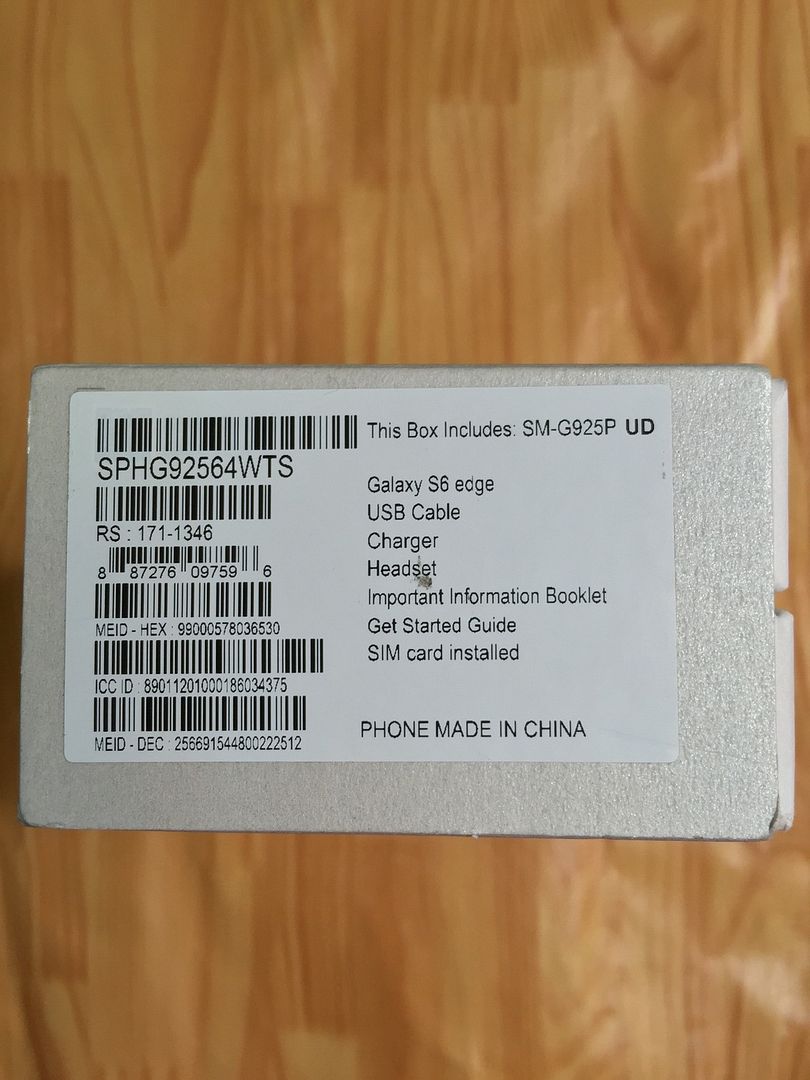 SPHG92564WTS
RS : 171-1346
8 87276 09759 6
MEID - HEX : 99000578036530
ICC ID : 89011201000186034375
MEID - DEC : 256691544800222512
This Box Includes: SM-G925P UD
Galaxy S6 edge
USB Cable
Charger
Headset
Important Information Booklet
Get Started Guide
SIM card installed
PHONE MADE IN CHINA